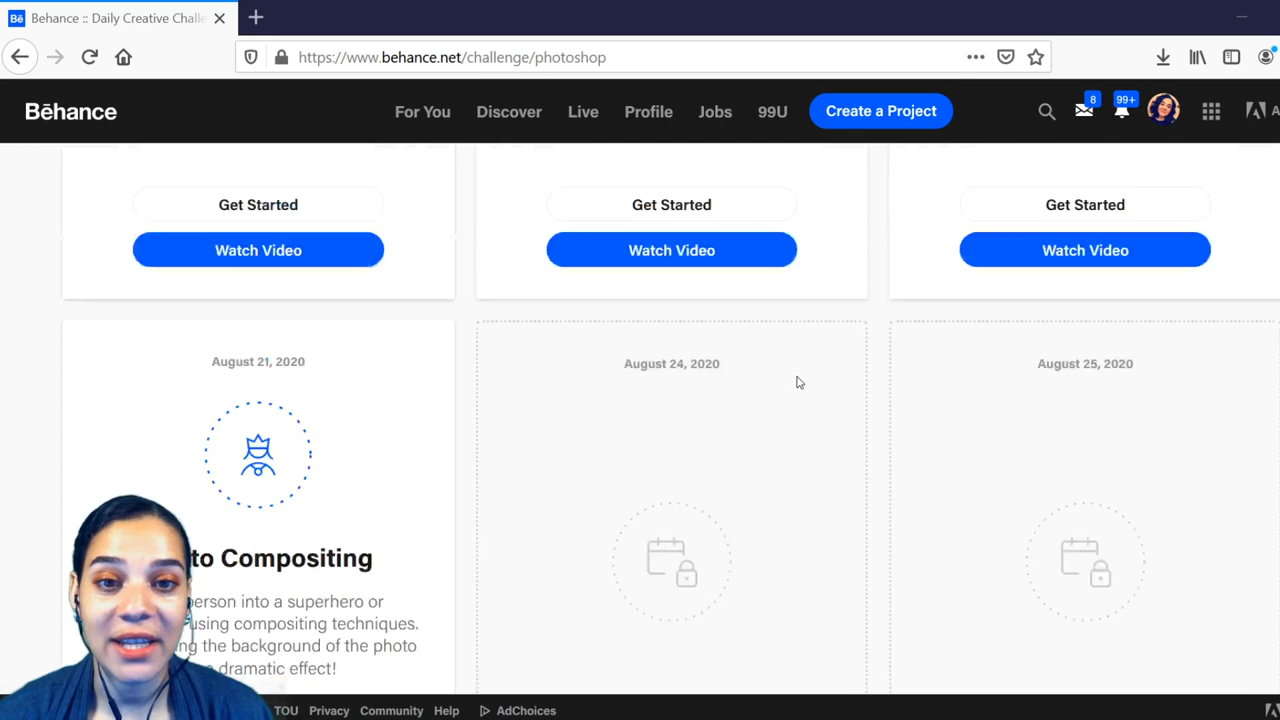 Bē
Behance :: Daily Creative Challe
https://www.behance.net/challenge/photoshop
Bēhance
For You
Discover
Live
Profile
Jobs
99U
Create a Project
8
99+
Get Started
Get Started
Get Started
Watch Video
Watch Video
Watch Video
August 21, 2020
August 24, 2020
August 25, 2020
to Compositing
person into a superhero or
using compositing techniques.
the background of the photo
dramatic effect!
TOU
Privacy
Community
Help
AdChoices